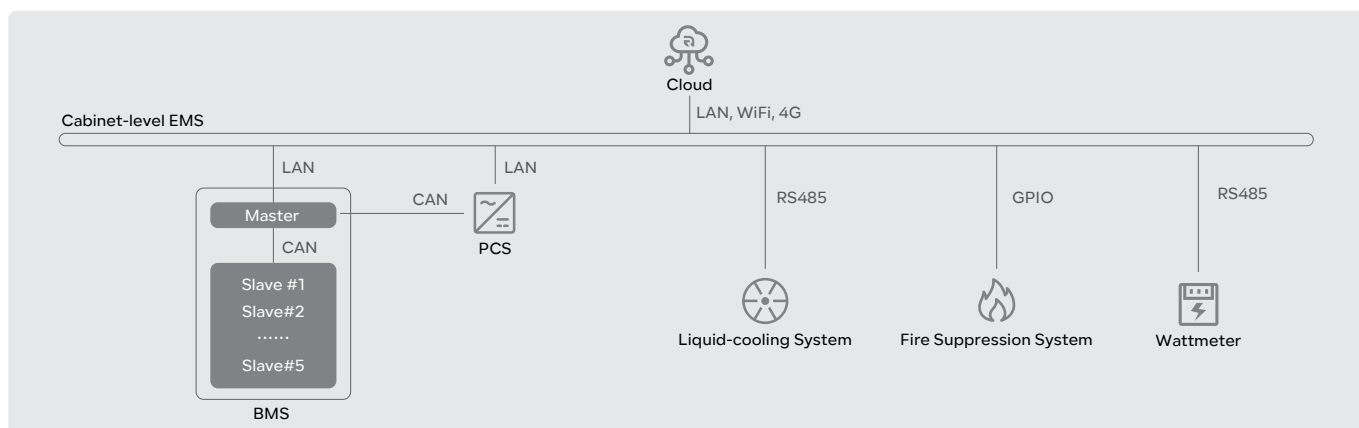 Cloud
LAN, WiFi, 4G
Cabinet-level EMS
LAN
LAN
RS485
GPIO
RS485
CAN
Master
PCS
CAN
Slave #1
Slave#2
......
Slave#5
Liquid-cooling System
Fire Suppression System
Wattmeter
BMS